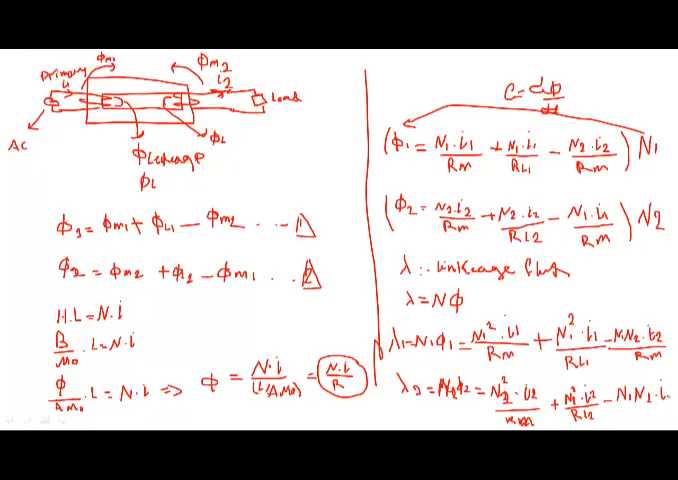 Primary
i1
Φm1
Φm2
i2
Load
AC
ΦL
ΦLeakage
ΦL
Φ1 = Φm1 + ΦL1 − Φm2 ... − 1
Φ2 = Φm2 + Φl2 − Φm1 ... 2
H.L = N.i
B/M0 . L = N.i
Φ/AM0 . L = N.i ⇒ Φ = N.i/(L/AM0) = N.i/R
e = dΦ/dt
(Φ1 = N1.i1/Rm + N1.i1/RL1 − N2.i2/Rm) N1
(Φ2 = N2.i2/Rm + N2.i2/RL2 − N1.i1/Rm) N2
λ :- Linkage flux
λ = NΦ
λ1 = N1Φ1 = N1².i1/Rm + N1².i1/RL1 − N1N2.i2/Rm
λ2 = N2Φ2 = N2².i2/Rm + N2².i2/RL2 − N1N2.i